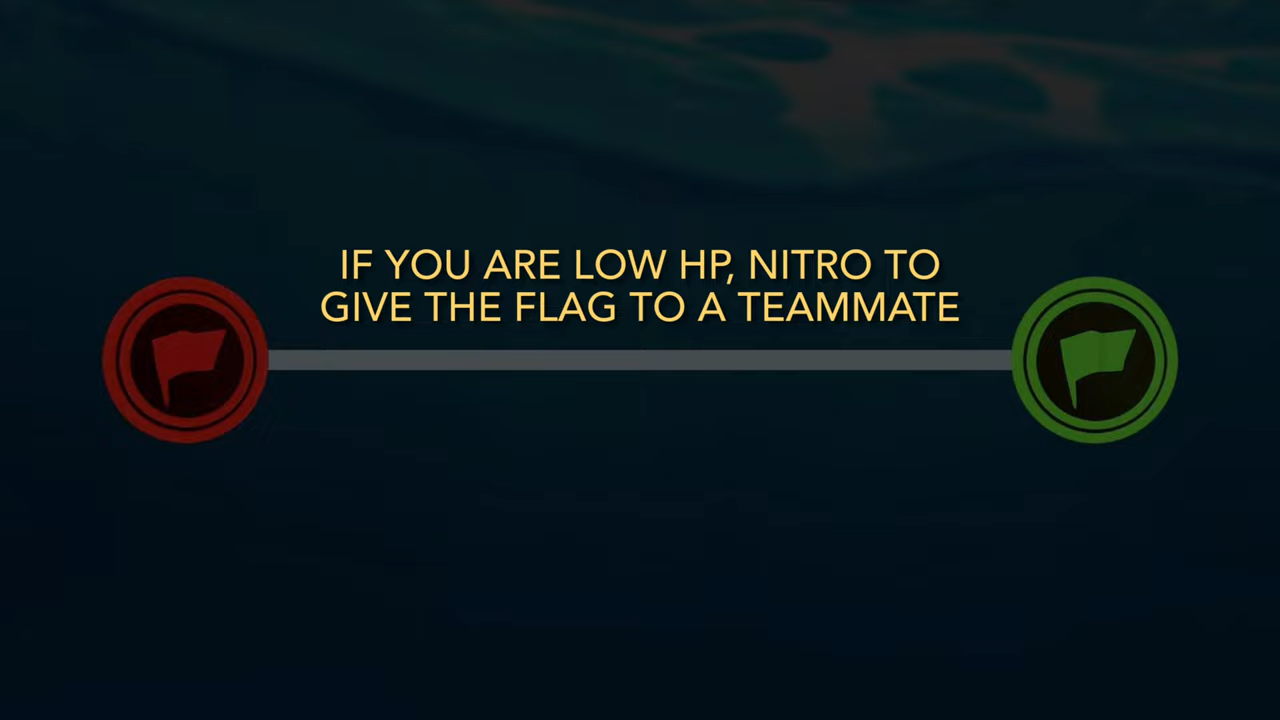 IF YOU ARE LOW HP, NITRO TO
GIVE THE FLAG TO A TEAMMATE